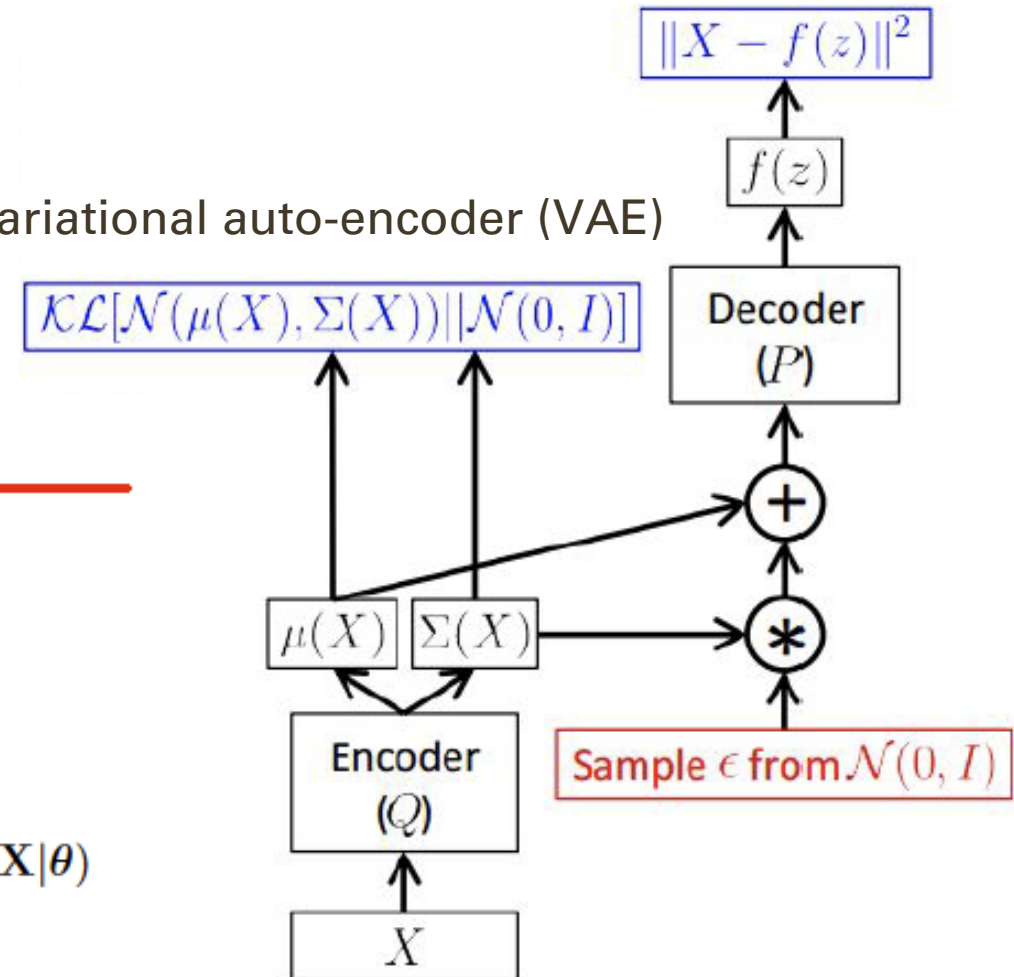 ‖X − f(z)‖²
f(z)
ariational auto-encoder (VAE)
𝒦ℒ[𝒩(μ(X), Σ(X))||𝒩(0, I)]
Decoder
(P)
+
μ(X)
Σ(X)
*
Encoder
(Q)
Sample ϵ from 𝒩(0, I)
X|θ)
X